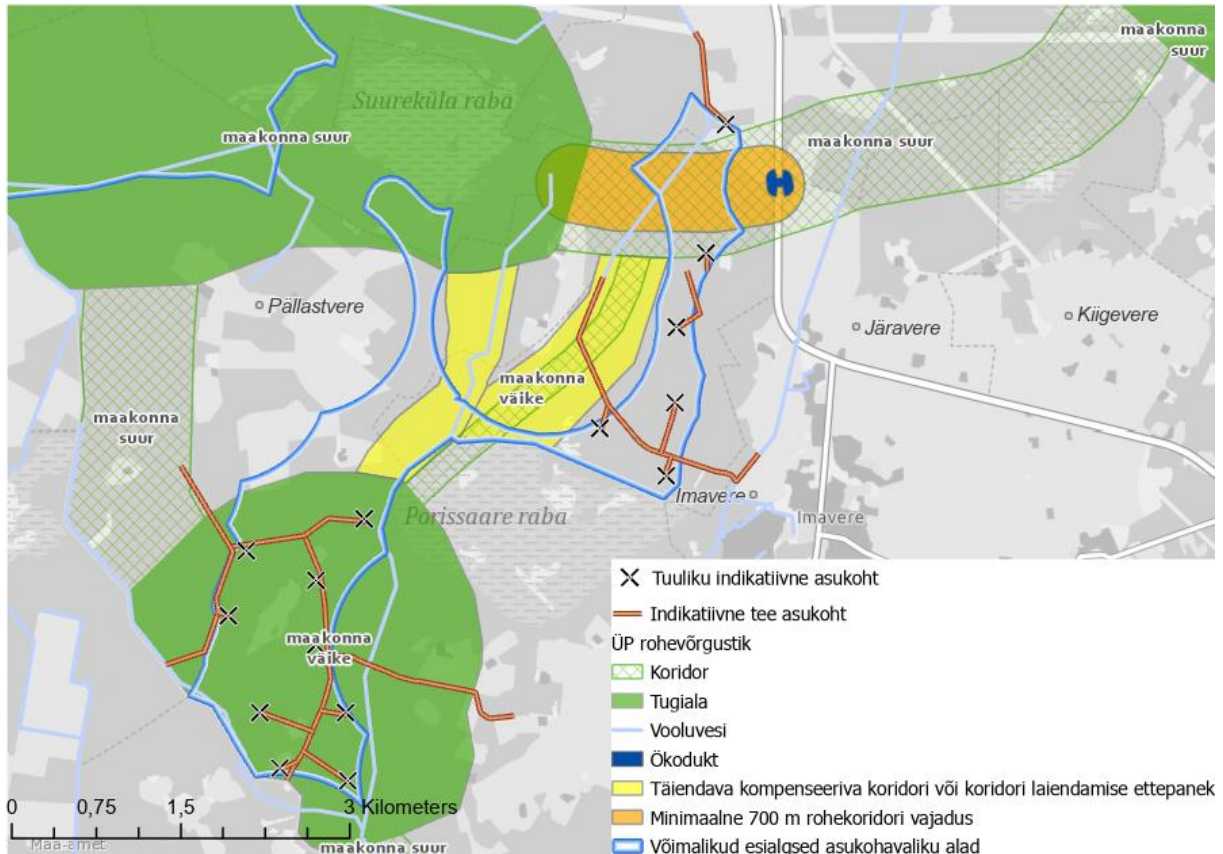 maakonna
suur
Suureküla raba
maakonna suur
maakonna suur
Pällastvere
Järavere
Kiigevere
maakonna
väike
maakonna
suur
Imavere
Imavere
Porissaare raba
maakonna
väike
Tuuliku indikatiivne asukoht
Indikatiivne tee asukoht
ÜP rohevõrgustik
Koridor
Tugiala
Vooluvesi
Ökodukt
Täiendava kompenseeriva koridori või koridori laiendamise ettepanek
Minimaalne 700 m rohekoridori vajadus
Võimalikud esialgsed asukohavaliku alad
0 0,75 1,5 3 Kilometers
Maa-amet
maakonna suur